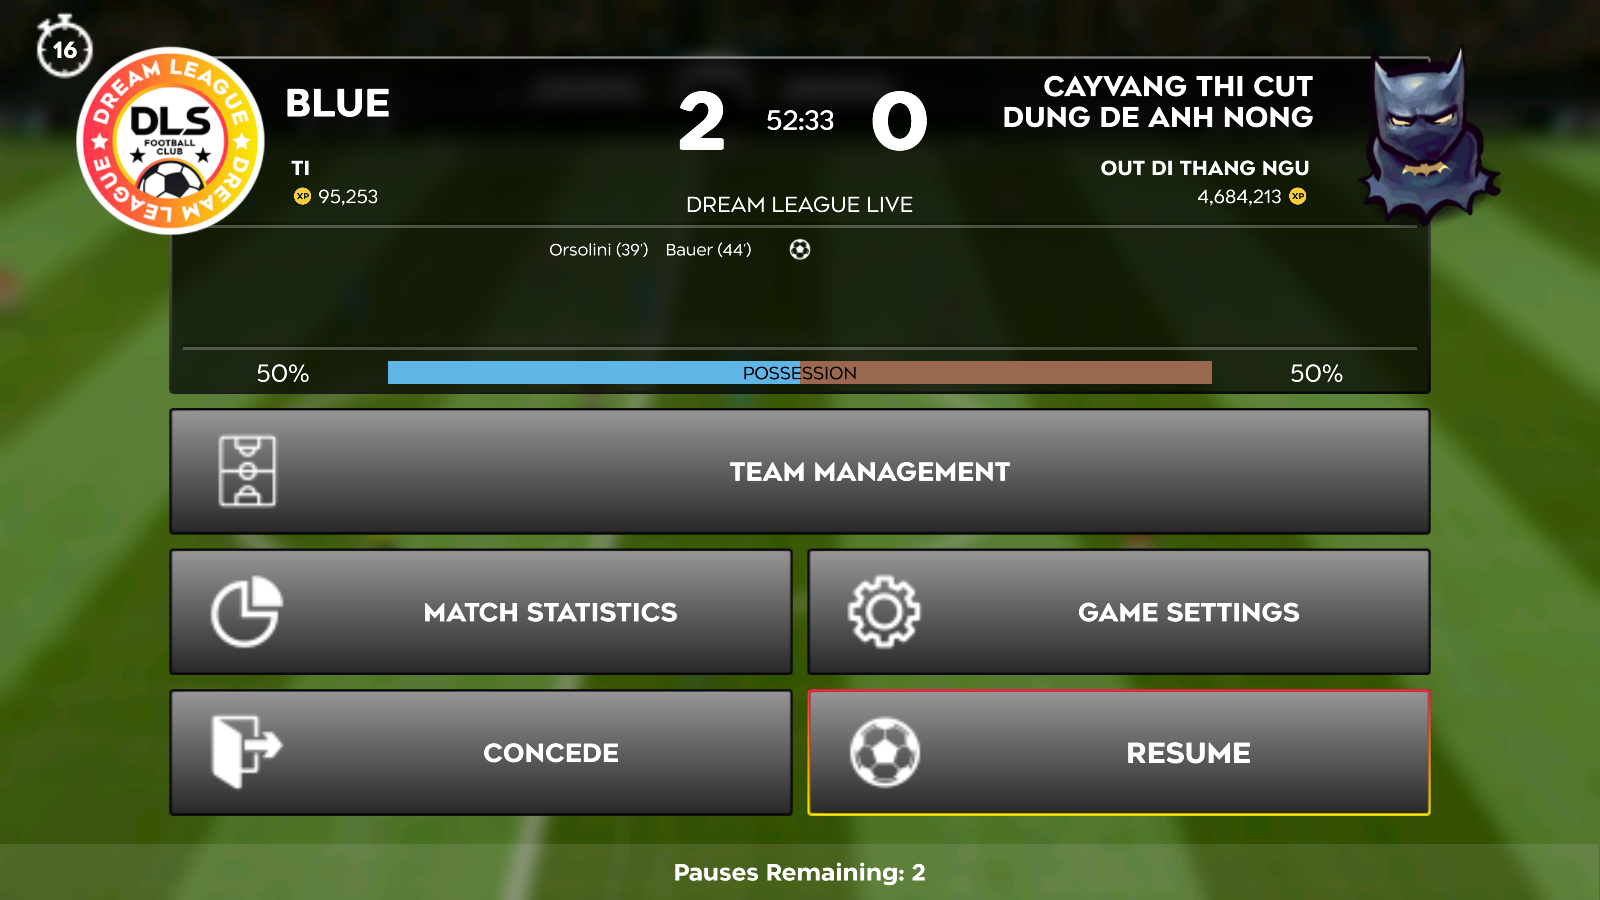 16
DREAM LEAGUE
DREAM LEAGUE
DLS
FOOTBALL
CLUB
BLUE
TI
XP 95,253
2 52:33 0
DREAM LEAGUE LIVE
CAYVANG THI CUT
DUNG DE ANH NONG
OUT DI THANG NGU
4,684,213 XP
Orsolini (39') Bauer (44')
50% POSSESSION 50%
TEAM MANAGEMENT
MATCH STATISTICS
GAME SETTINGS
CONCEDE
RESUME
Pauses Remaining: 2